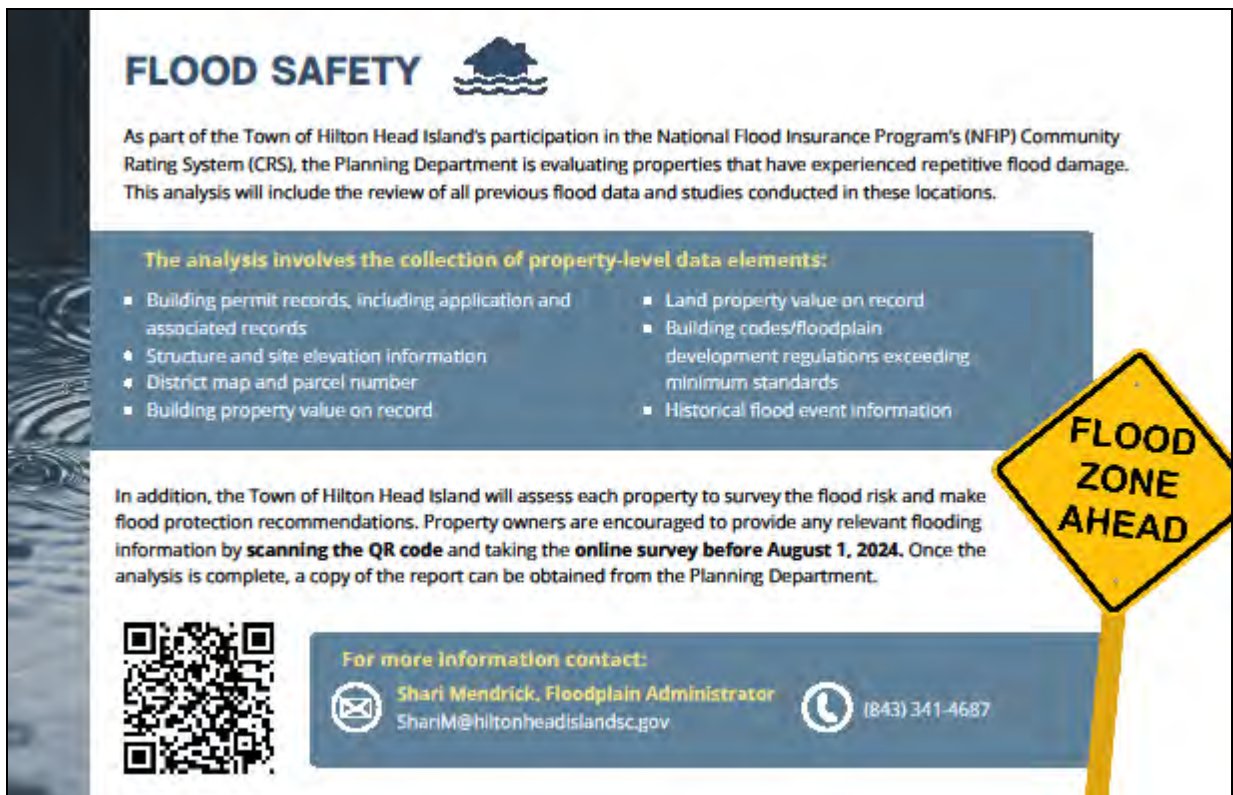 FLOOD SAFETY
As part of the Town of Hilton Head Island's participation in the National Flood Insurance Program's (NFIP) Community
Rating System (CRS), the Planning Department is evaluating properties that have experienced repetitive flood damage.
This analysis will include the review of all previous flood data and studies conducted in these locations.
The analysis involves the collection of property-level data elements:
▪ Building permit records, including application and
associated records
▪ Structure and site elevation information
▪ District map and parcel number
▪ Building property value on record
▪ Land property value on record
▪ Building codes/floodplain
development regulations exceeding
minimum standards
▪ Historical flood event information
FLOOD
ZONE
AHEAD
In addition, the Town of Hilton Head Island will assess each property to survey the flood risk and make
flood protection recommendations. Property owners are encouraged to provide any relevant flooding
information by scanning the QR code and taking the online survey before August 1, 2024. Once the
analysis is complete, a copy of the report can be obtained from the Planning Department.
For more information contact:
Shari Mendrick, Floodplain Administrator
ShariM@hiltonheadislandsc.gov
(843) 341-4687